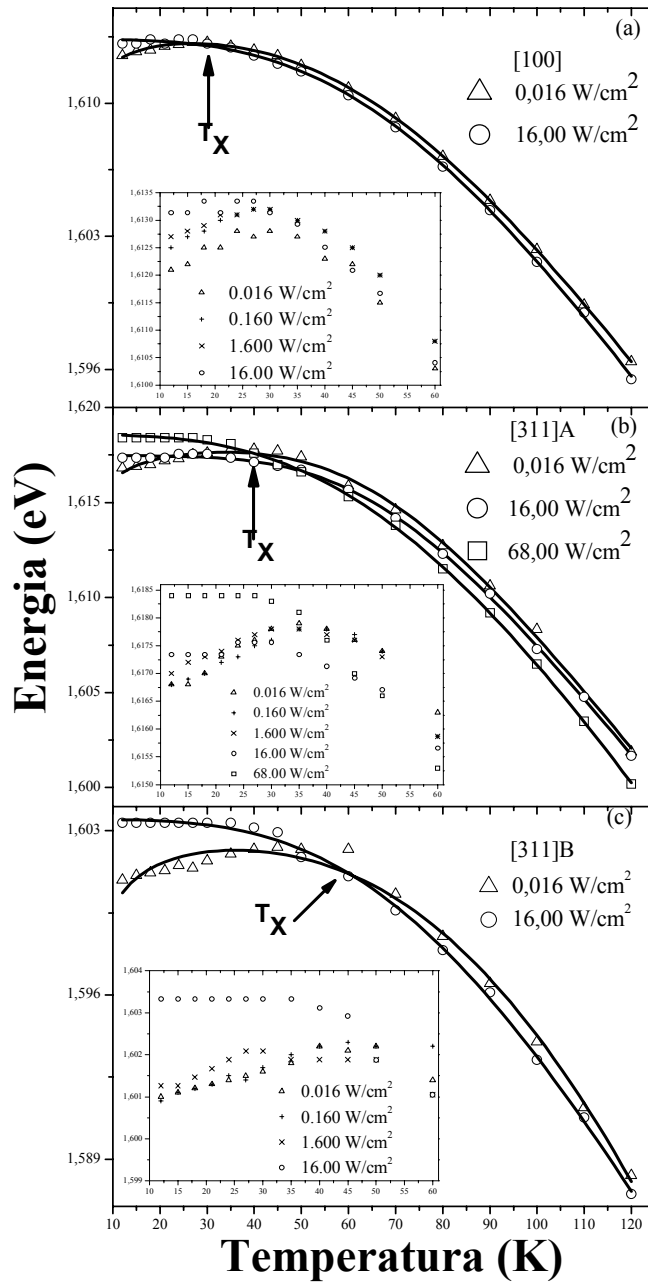 (a)
[100]
0,016 W/cm²
16,00 W/cm²
1,610
1,603
1,596
T_X
1,6135
1,6130
1,6125
1,6120
1,6115
1,6110
1,6105
1,6100
0.016 W/cm²
0.160 W/cm²
1.600 W/cm²
16.00 W/cm²
10 15 20 25 30 35 40 45 50 55 60
(b)
[311]A
0,016 W/cm²
16,00 W/cm²
68,00 W/cm²
1,620
1,615
1,610
1,605
1,600
T_X
1,6185
1,6180
1,6175
1,6170
1,6165
1,6160
1,6155
1,6150
0.016 W/cm²
0.160 W/cm²
1.600 W/cm²
16.00 W/cm²
68.00 W/cm²
10 15 20 25 30 35 40 45 50 55 60
(c)
[311]B
0,016 W/cm²
16,00 W/cm²
1,603
1,596
1,589
T_X
1,604
1,603
1,602
1,601
1,600
1,599
0.016 W/cm²
0.160 W/cm²
1.600 W/cm²
16.00 W/cm²
10 15 20 25 30 35 40 45 50 55 60
10 20 30 40 50 60 70 80 90 100 110 120
Energia (eV)
Temperatura (K)